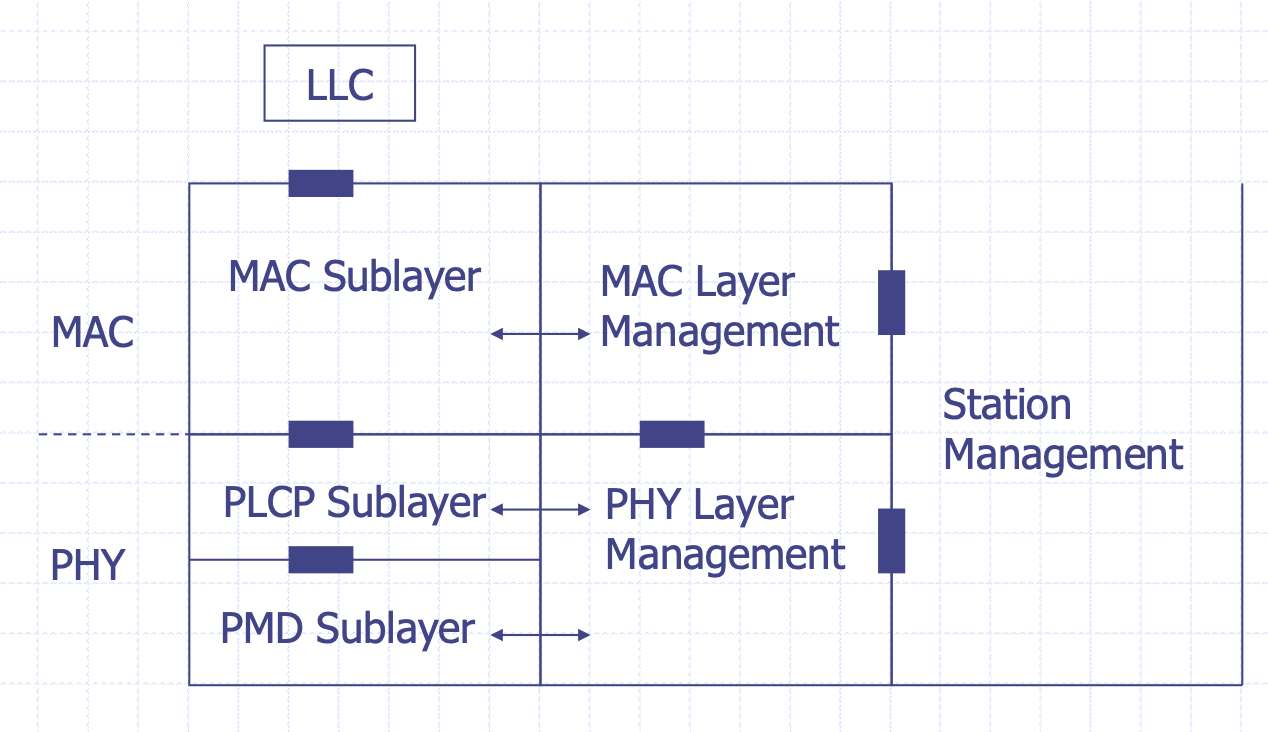 LLC
MAC Sublayer
MAC Layer
Management
MAC
Station
Management
PLCP Sublayer
PHY Layer
Management
PHY
PMD Sublayer